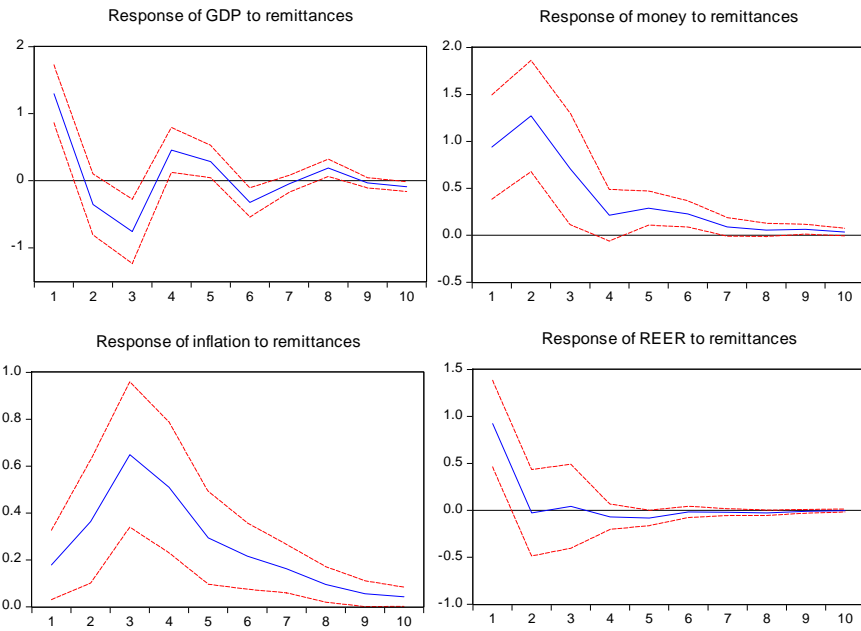 Response of GDP to remittances
2
1
0
-1
1 2 3 4 5 6 7 8 9 10
Response of money to remittances
2.0
1.5
1.0
0.5
0.0
-0.5
1 2 3 4 5 6 7 8 9 10
Response of inflation to remittances
1.0
0.8
0.6
0.4
0.2
0.0
1 2 3 4 5 6 7 8 9 10
Response of REER to remittances
1.5
1.0
0.5
0.0
-0.5
-1.0
1 2 3 4 5 6 7 8 9 10